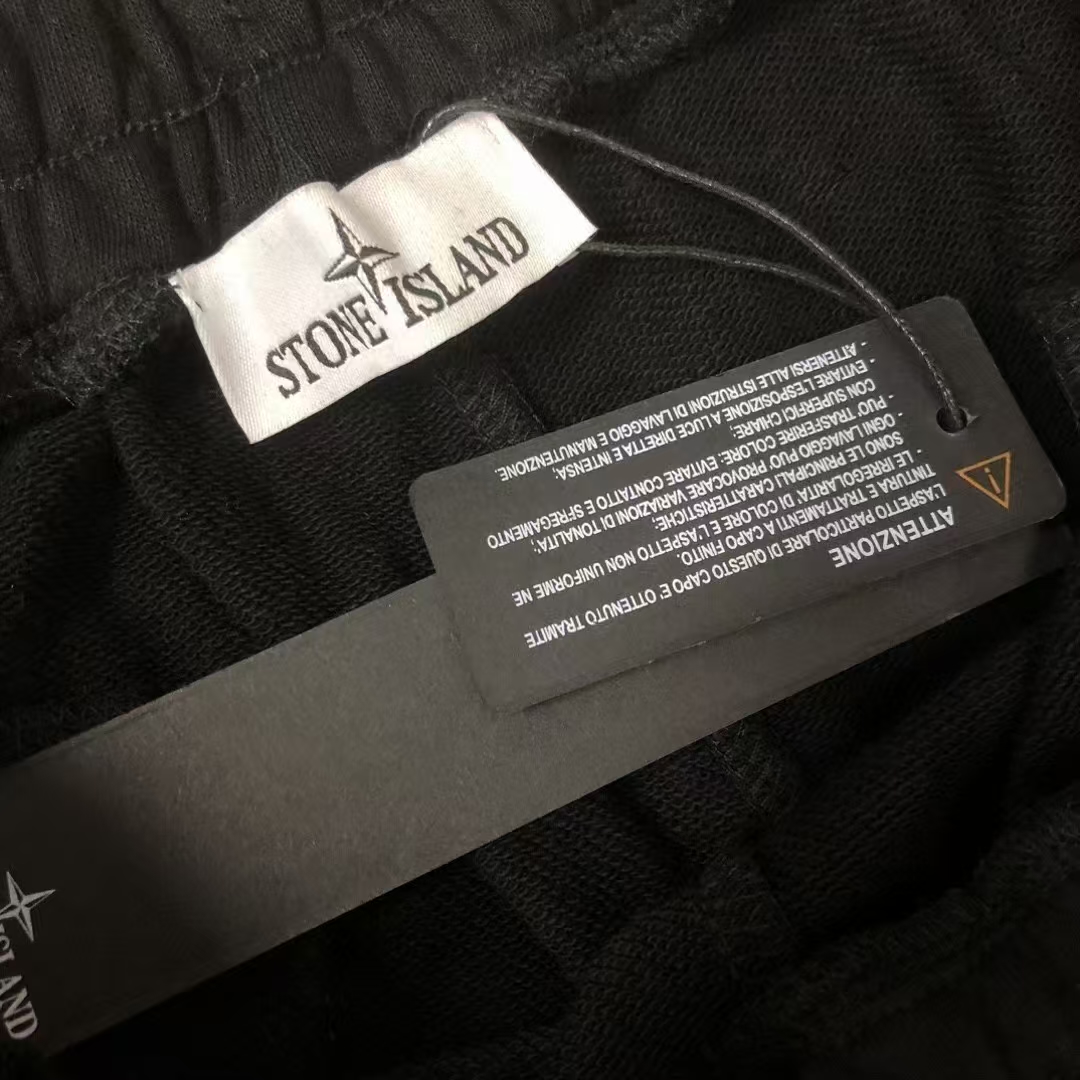 STONE ISLAND
ATTENZIONE
L'ASPETTO PARTICOLARE DI QUESTO CAPO E' OTTENUTO TRAMITE
TINTURA E TRATTAMENTI A CAPO FINITO.
- LE IRREGOLARITA' DI COLORE E L'ASPETTO NON UNIFORME NE
SONO LE PRINCIPALI CARATTERISTICHE;
- OGNI LAVAGGIO PUO' PROVOCARE VARIAZIONI DI TONALITA';
- PUO' TRASFERIRE COLORE: EVITARE CONTATTO E SFREGAMENTO
CON SUPERFICI CHIARE;
- EVITARE L'ESPOSIZIONE A LUCE DIRETTA E INTENSA;
- ATTENERSI ALLE ISTRUZIONI DI LAVAGGIO E MANUTENZIONE.
ISLAND